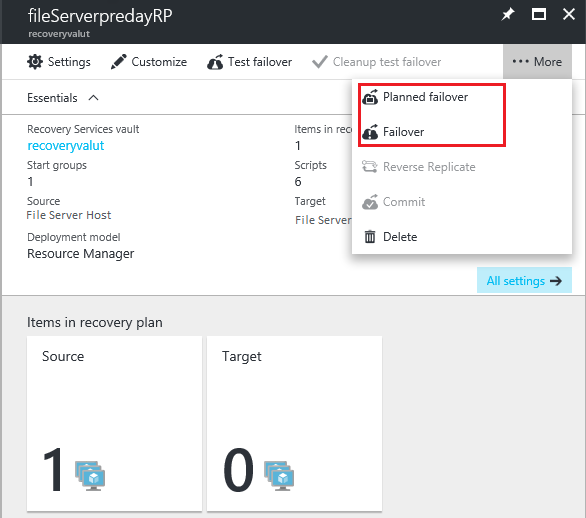 fileServerpredayRP
recoveryvalut
Settings Customize Test failover Cleanup test failover ••• More
Essentials
Planned failover
Failover
Reverse Replicate
Commit
Delete
Recovery Services vault
recoveryvalut
Items in reco
1
Start groups
1
Scripts
6
Source
File Server Host
Target
File Server
Deployment model
Resource Manager
All settings
Items in recovery plan
Source
1
Target
0